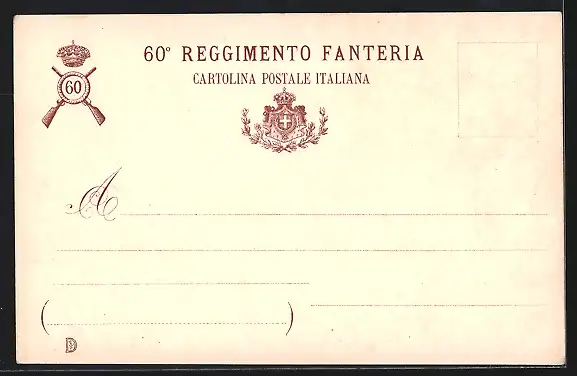 60° REGGIMENTO FANTERIA
60
CARTOLINA POSTALE ITALIANA
A
(                    )
D